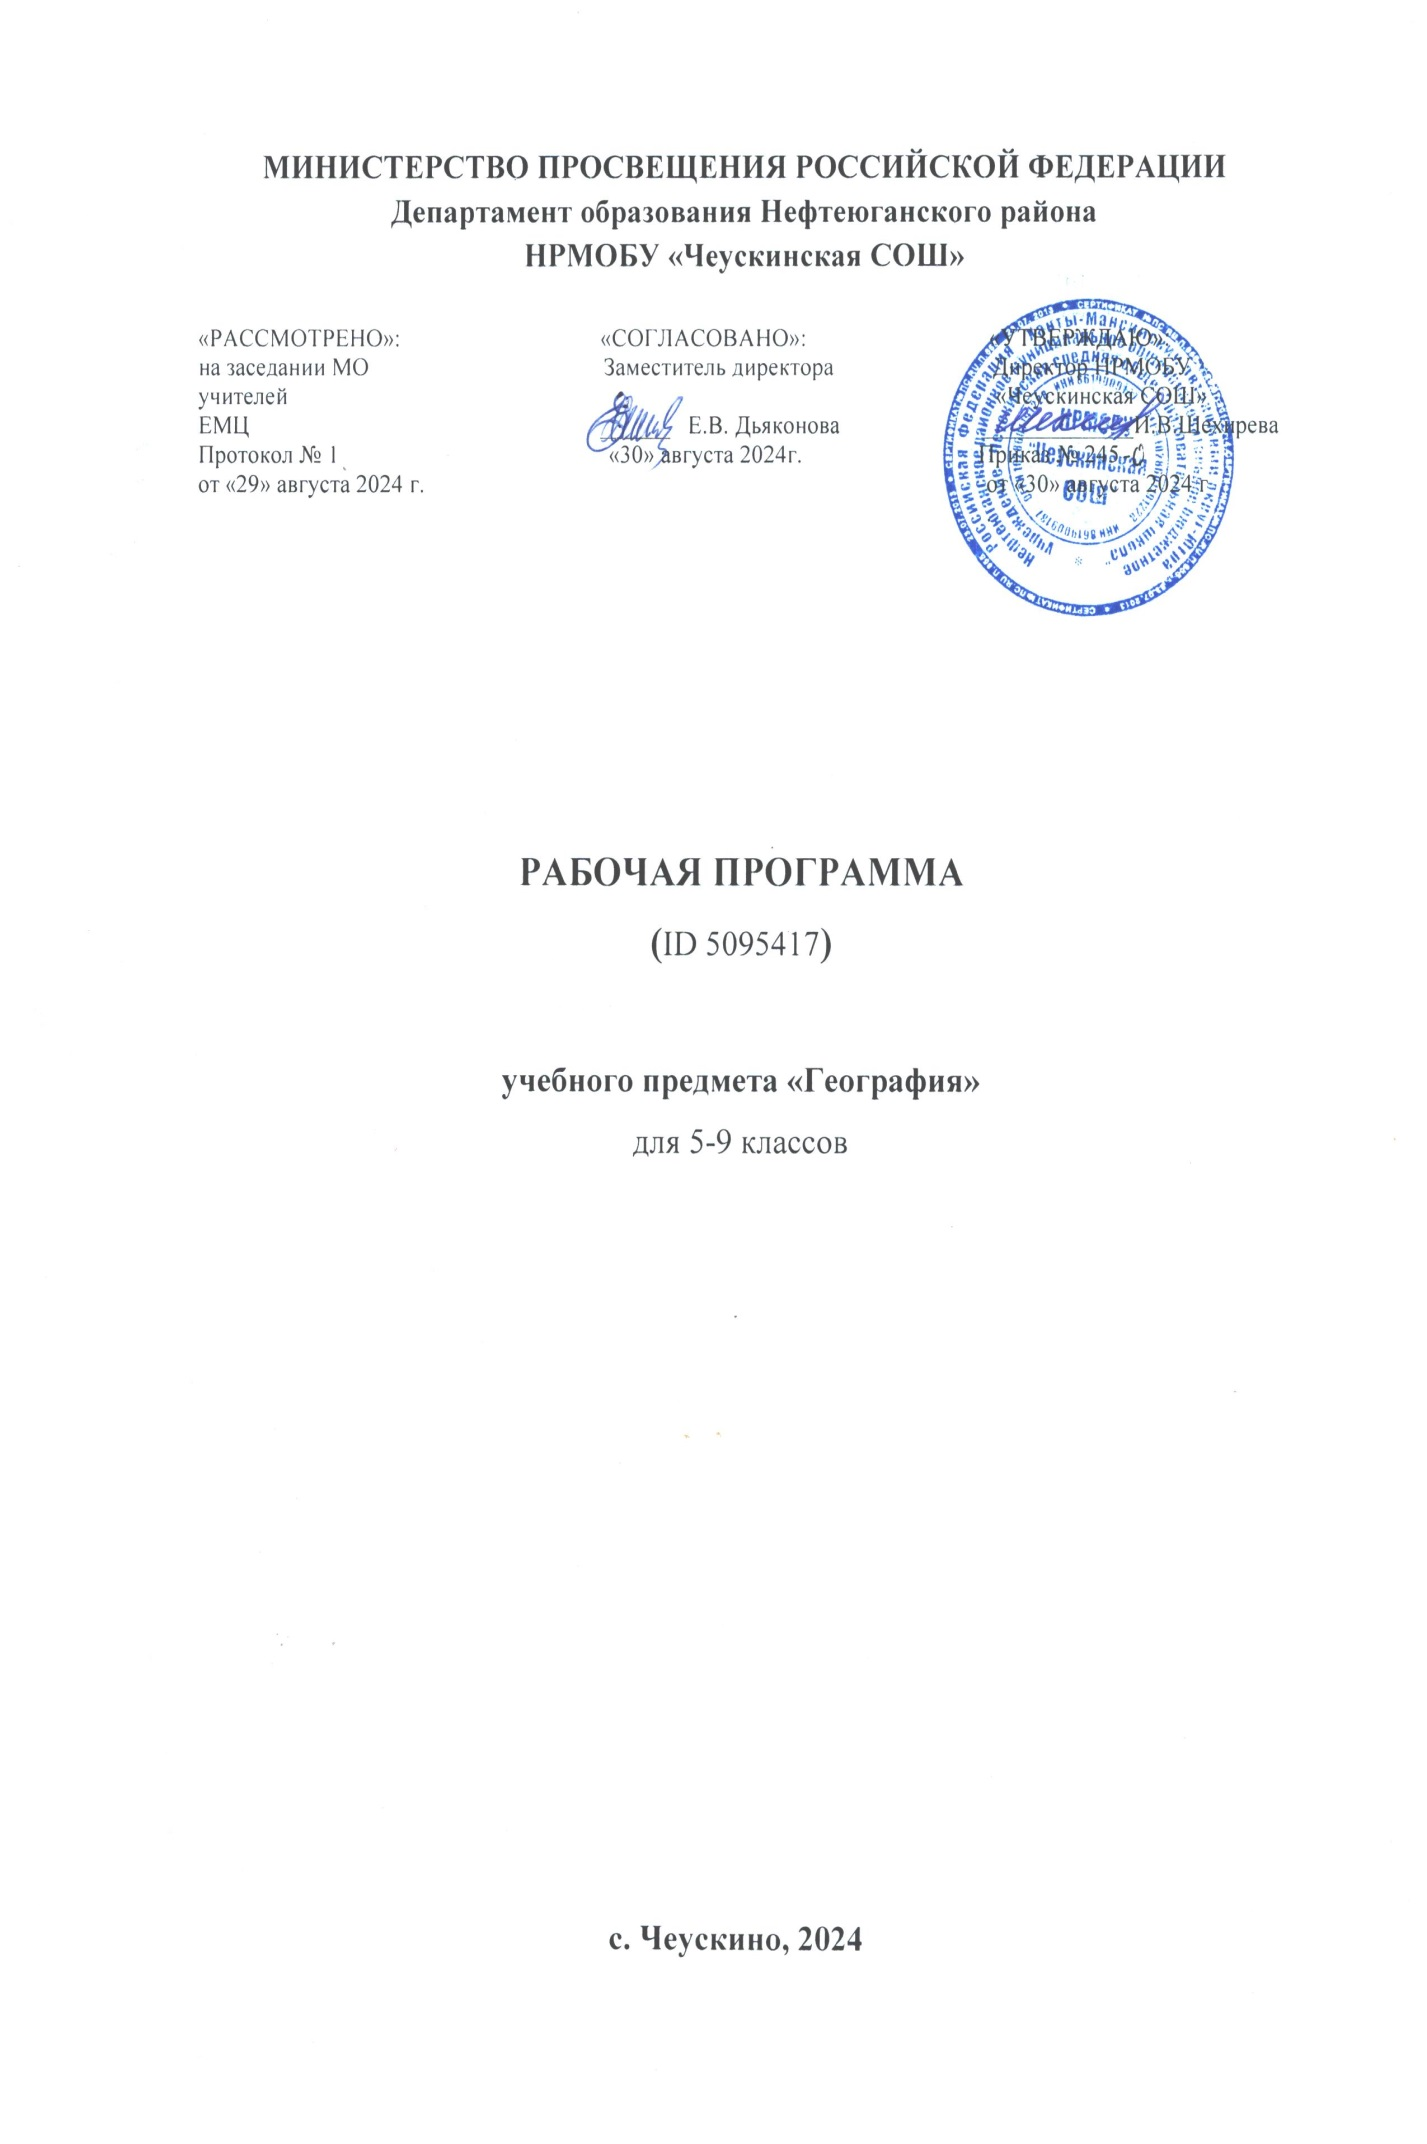 МИНИСТЕРСТВО ПРОСВЕЩЕНИЯ РОССИЙСКОЙ ФЕДЕРАЦИИ
Департамент образования Нефтеюганского района
НРМОБУ «Чеускинская СОШ»
«РАССМОТРЕНО»:
на заседании МО
учителей
ЕМЦ
Протокол № 1
от «29» августа 2024 г.
«СОГЛАСОВАНО»:
Заместитель директора
Е.В. Дьяконова
«30» августа 2024г.
«УТВЕРЖДАЮ»
Директор НРМОБУ
«Чеускинская СОШ»
И.В.Шехирева
Приказ № 245
от «30» августа 2024 г.
НРМОБУ
"Чеускинская
СОШ"
РАБОЧАЯ ПРОГРАММА
(ID 5095417)
учебного предмета «География»
для 5-9 классов
с. Чеускино, 2024